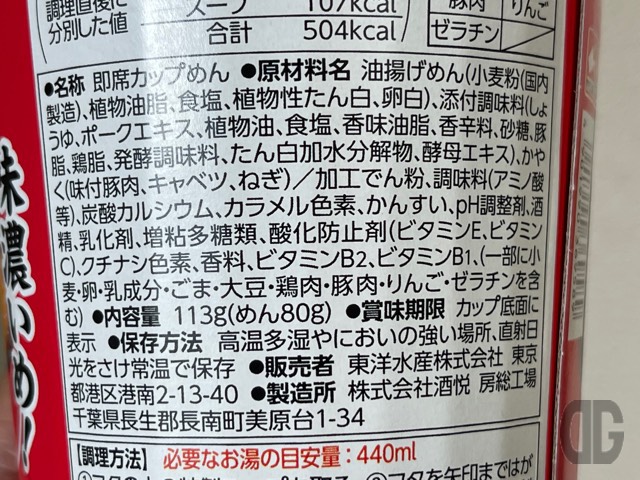 調理直後に
分別した値
スープ 107kcal
合計 504kcal
豚肉 りんご
ゼラチン
●名称 即席カップめん ●原材料名 油揚げめん(小麦粉(国内
製造)、植物油脂、食塩、植物性たん白、卵白)、添付調味料(しょ
うゆ、ポークエキス、植物油、食塩、香味油脂、香辛料、砂糖、豚
脂、鶏脂、発酵調味料、たん白加水分解物、酵母エキス)、かや
く(味付豚肉、キャベツ、ねぎ)／加工でん粉、調味料(アミノ酸
等)、炭酸カルシウム、カラメル色素、かんすい、pH調整剤、酒
精、乳化剤、増粘多糖類、酸化防止剤(ビタミンE、ビタミン
C)、クチナシ色素、香料、ビタミンB2、ビタミンB1、(一部に小
麦・卵・乳成分・ごま・大豆・鶏肉・豚肉・りんご・ゼラチンを含
む) ●内容量 113g(めん80g) ●賞味期限 カップ底面に
表示 ●保存方法 高温多湿やにおいの強い場所、直射日
光をさけ常温で保存 ●販売者 東洋水産株式会社 東京
都港区港南2-13-40 ●製造所 株式会社酒悦 房総工場
千葉県長生郡長南町美原台1-34
【調理方法】 必要なお湯の目安量：440ml
味濃いめ!!
DG